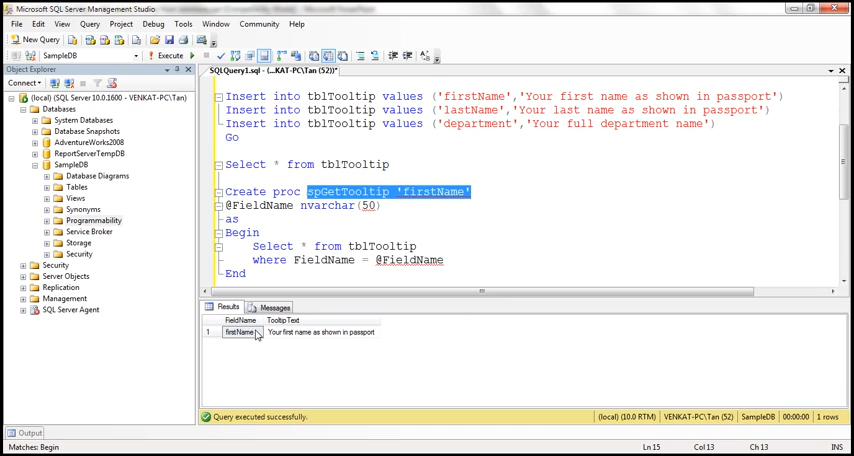 Microsoft SQL Server Management Studio
File Edit View Query Project Debug Tools Window Community Help
New Query
SampleDB Execute
Object Explorer
SQLQuery1.sql - (...KAT-PC\Tan (52))*
Connect
(local) (SQL Server 10.0.1600 - VENKAT-PC\Tan)
Databases
System Databases
Database Snapshots
AdventureWorks2008
ReportServerTempDB
SampleDB
Database Diagrams
Tables
Views
Synonyms
Programmability
Service Broker
Storage
Security
Security
Server Objects
Replication
Management
SQL Server Agent
Insert into tblTooltip values ('firstName','Your first name as shown in passport')
Insert into tblTooltip values ('lastName','Your last name as shown in passport')
Insert into tblTooltip values ('department','Your full department name')
Go
Select * from tblTooltip
Create proc spGetTooltip 'firstName'
@FieldName nvarchar(50)
as
Begin
Select * from tblTooltip
where FieldName = @FieldName
End
Results Messages
FieldName TooltipText
1 firstName Your first name as shown in passport
Query executed successfully. (local) (10.0 RTM) VENKAT-PC\Tan (52) SampleDB 00:00:00 1 rows
Output
Matches: Begin Ln 15 Col 13 Ch 13 INS